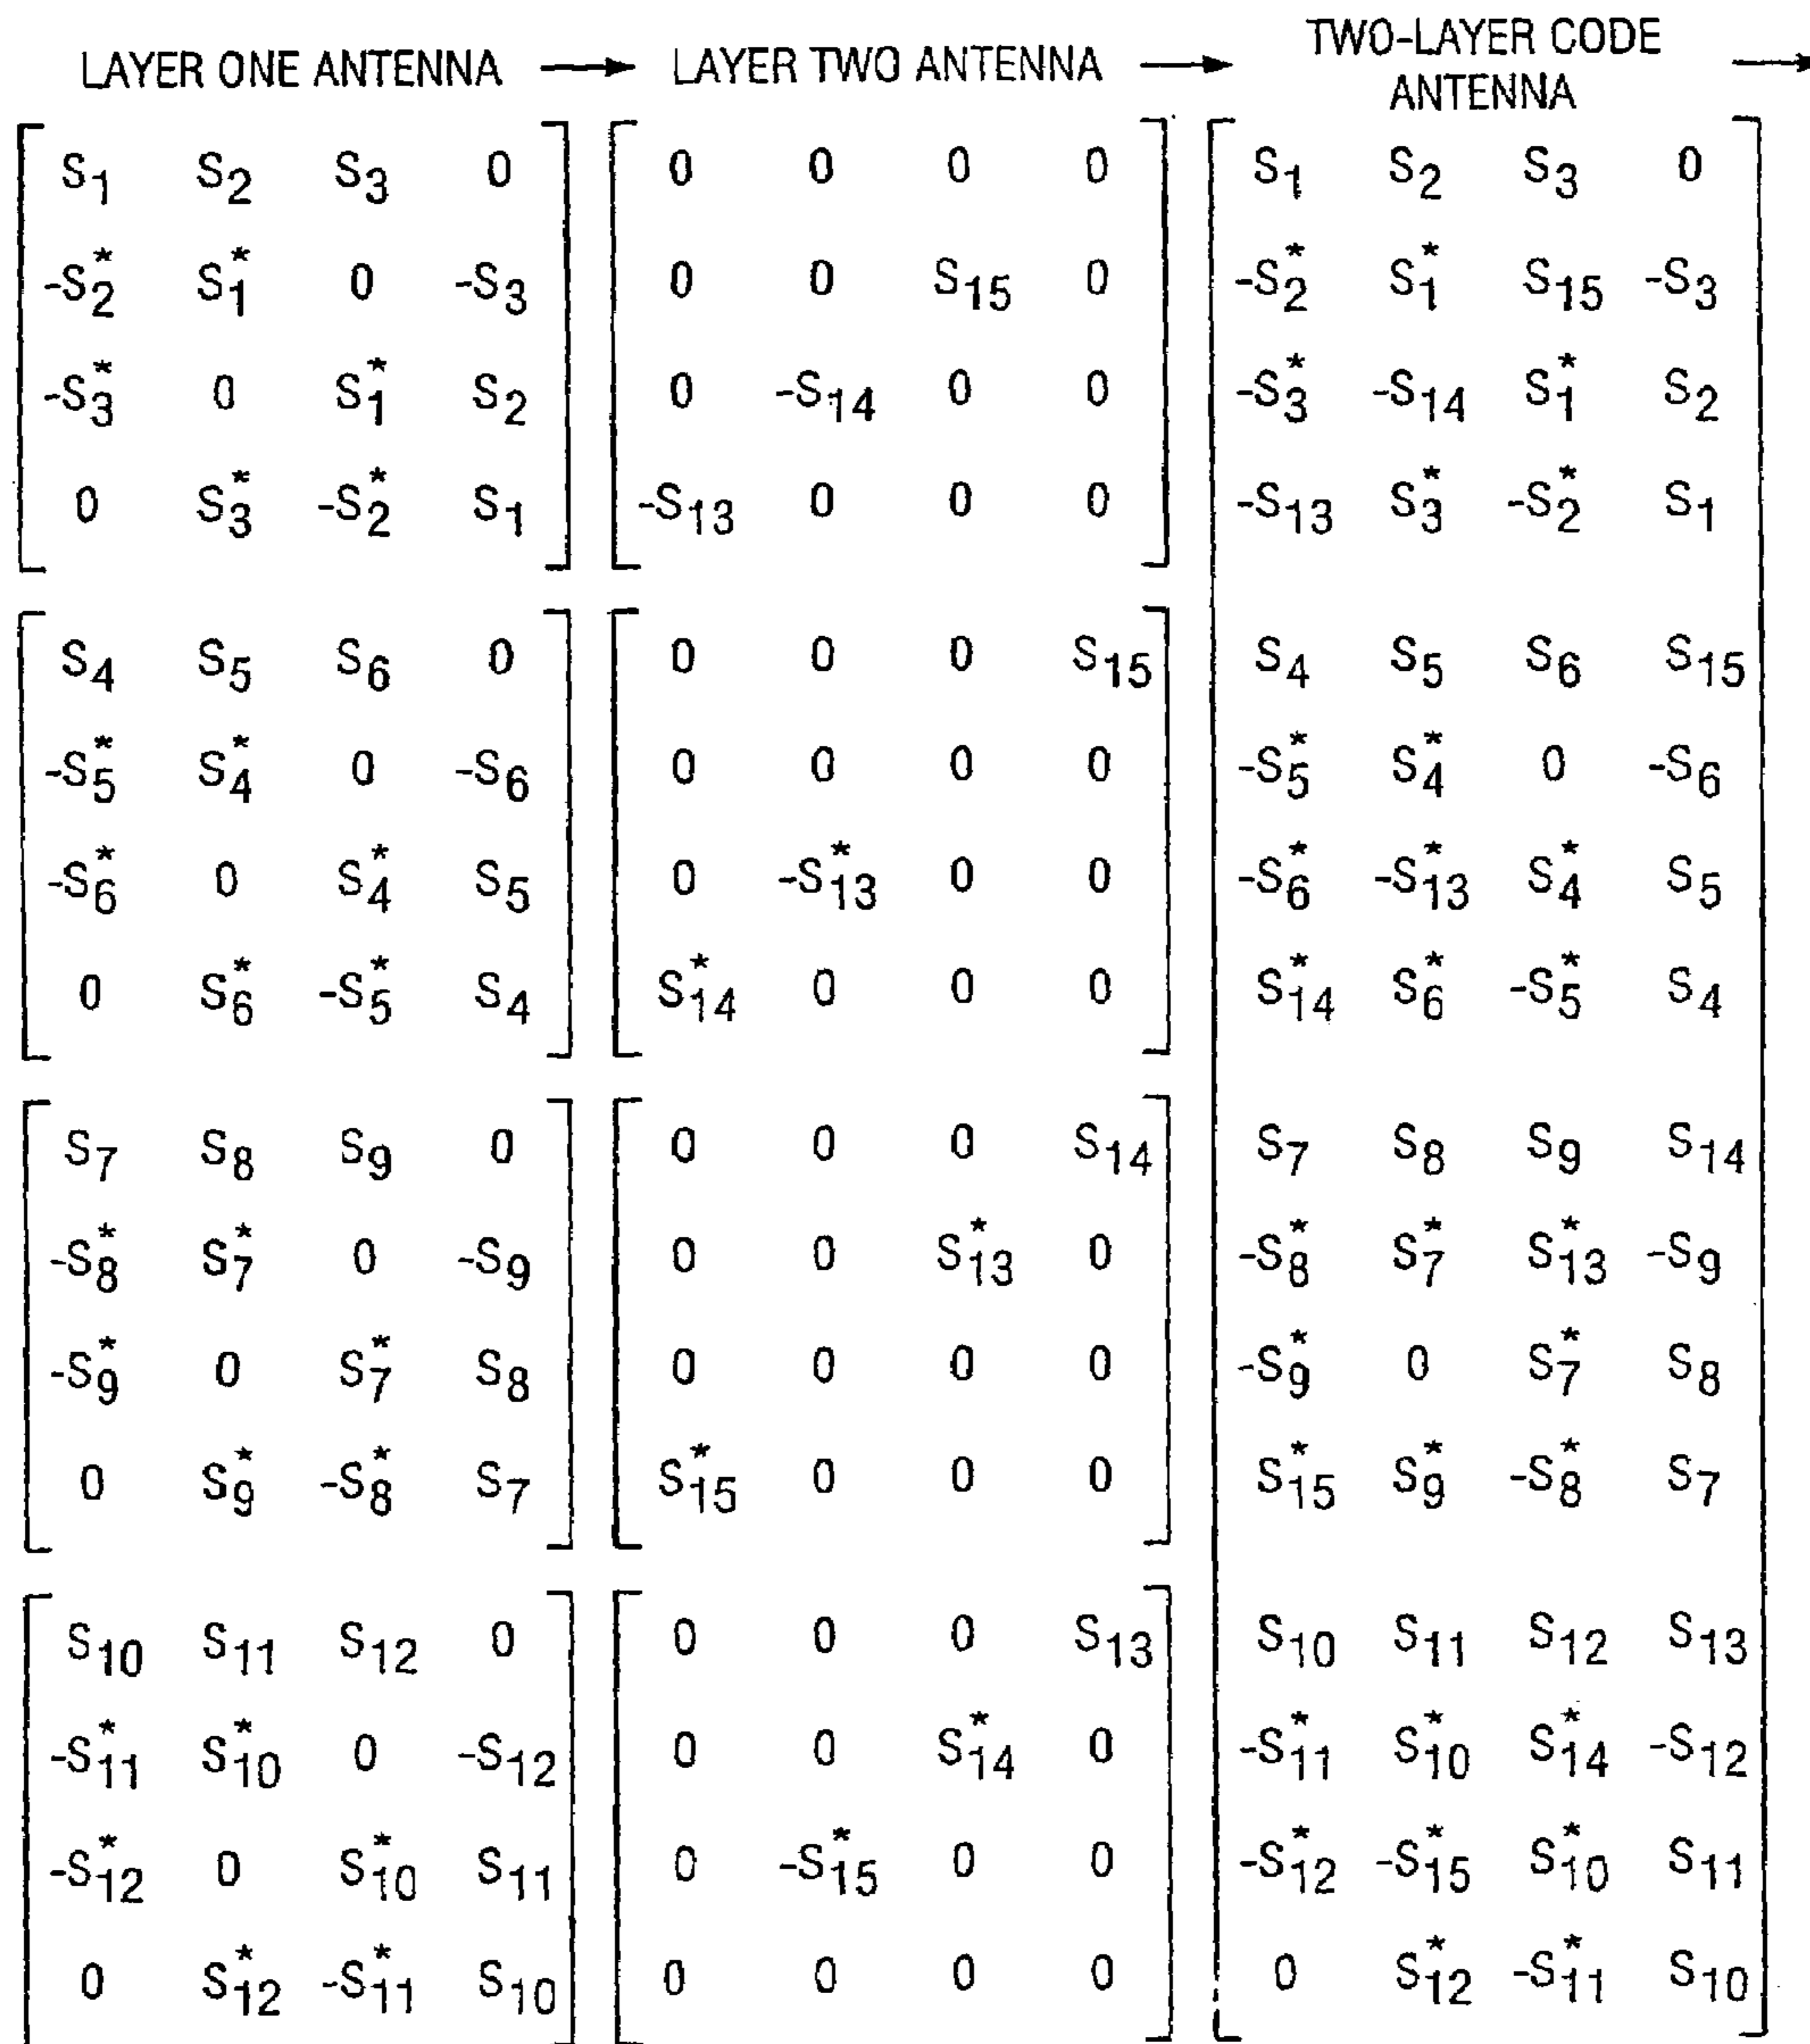 LAYER ONE ANTENNA → LAYER TWO ANTENNA → TWO-LAYER CODE ANTENNA →
S1 S2 S3 0 0 0 0 0 S1 S2 S3 0
-S2* S1* 0 -S3 0 0 S15 0 -S2* S1* S15 -S3
-S3* 0 S1* S2 0 -S14 0 0 -S3* -S14 S1* S2
0 S3* -S2* S1 -S13 0 0 0 -S13 S3* -S2* S1
S4 S5 S6 0 0 0 0 S15 S4 S5 S6 S15
-S5* S4* 0 -S6 0 0 0 0 -S5* S4* 0 -S6
-S6* 0 S4* S5 0 -S13* 0 0 -S6* -S13* S4* S5
0 S6* -S5* S4 S14* 0 0 0 S14* S6* -S5* S4
S7 S8 S9 0 0 0 0 S14 S7 S8 S9 S14
-S8* S7* 0 -S9 0 0 S13* 0 -S8* S7* S13* -S9
-S9* 0 S7* S8 0 0 0 0 -S9* 0 S7* S8
0 S9* -S8* S7 S15* 0 0 0 S15* S9* -S8* S7
S10 S11 S12 0 0 0 0 S13 S10 S11 S12 S13
-S11* S10* 0 -S12 0 0 S14* 0 -S11* S10* S14* -S12
-S12* 0 S10* S11 0 -S15* 0 0 -S12* -S15* S10* S11
0 S12* -S11* S10 0 0 0 0 0 S12* -S11* S10